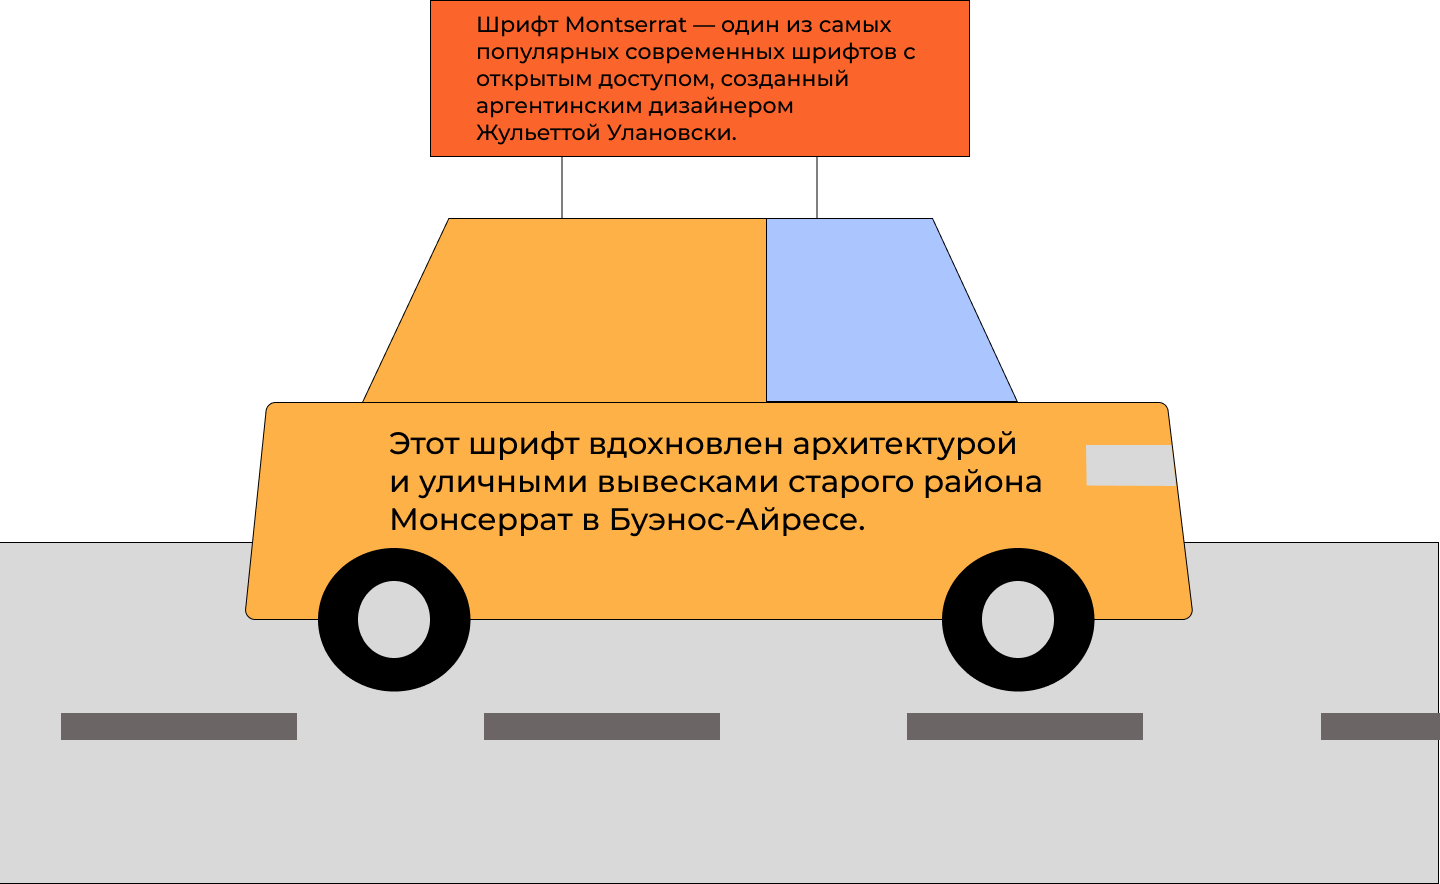 Шрифт Montserrat — один из самых
популярных современных шрифтов с
открытым доступом, созданный
аргентинским дизайнером
Жульеттой Улановски.
Этот шрифт вдохновлен архитектурой
и уличными вывесками старого района
Монсеррат в Буэнос-Айресе.